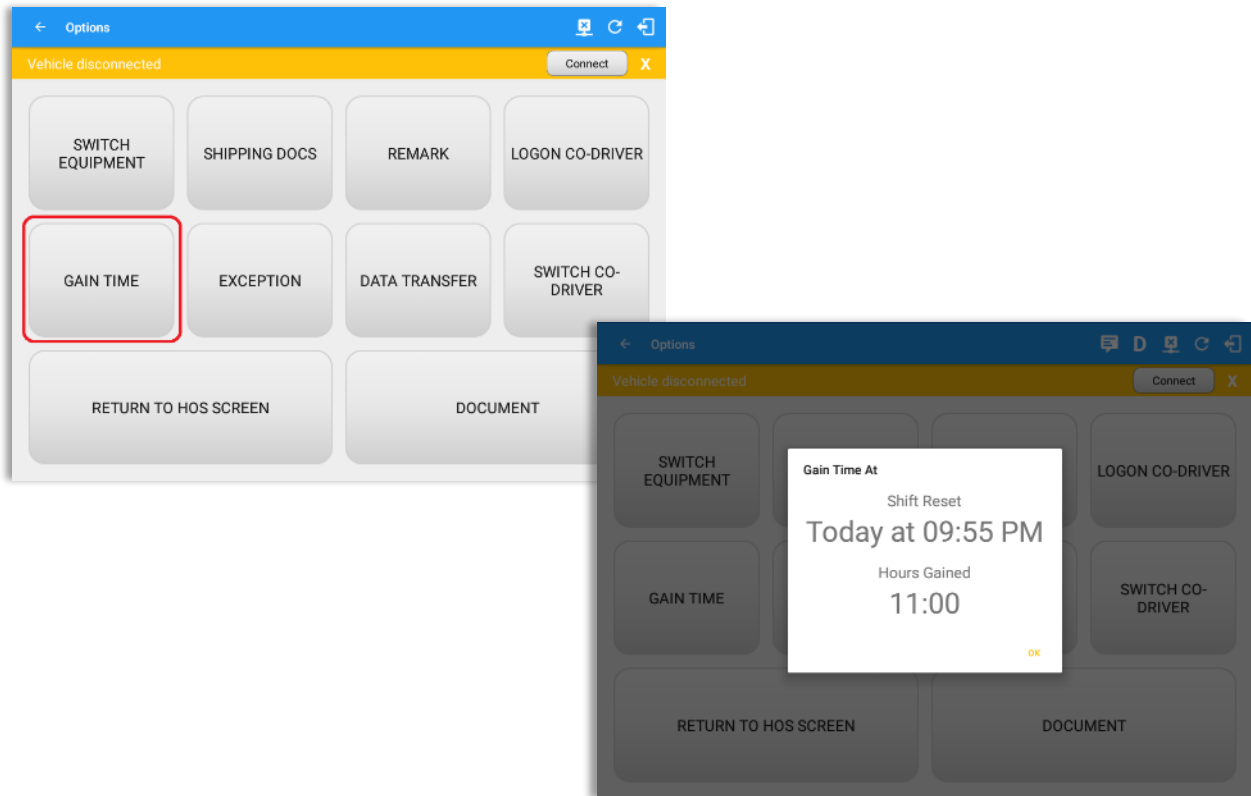 Options
Vehicle disconnected
Connect
X
SWITCH
EQUIPMENT
SHIPPING DOCS
REMARK
LOGON CO-DRIVER
GAIN TIME
EXCEPTION
DATA TRANSFER
SWITCH CO-
DRIVER
RETURN TO HOS SCREEN
DOCUMENT
Options
D
Vehicle disconnected
Connect
X
SWITCH
EQUIPMENT
LOGON CO-DRIVER
GAIN TIME
SWITCH CO-
DRIVER
RETURN TO HOS SCREEN
DOCUMENT
Gain Time At
Shift Reset
Today at 09:55 PM
Hours Gained
11:00
OK